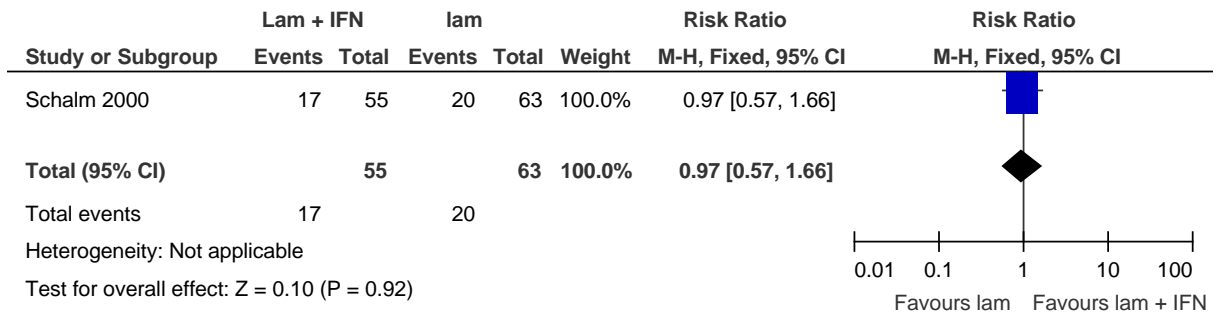 Lam + IFN lam Risk Ratio Risk Ratio
Study or Subgroup Events Total Events Total Weight M-H, Fixed, 95% CI M-H, Fixed, 95% CI
Schalm 2000 17 55 20 63 100.0% 0.97 [0.57, 1.66]
Total (95% CI) 55 63 100.0% 0.97 [0.57, 1.66]
Total events 17 20
Heterogeneity: Not applicable
Test for overall effect: Z = 0.10 (P = 0.92)
0.01 0.1 1 10 100
Favours lam Favours lam + IFN